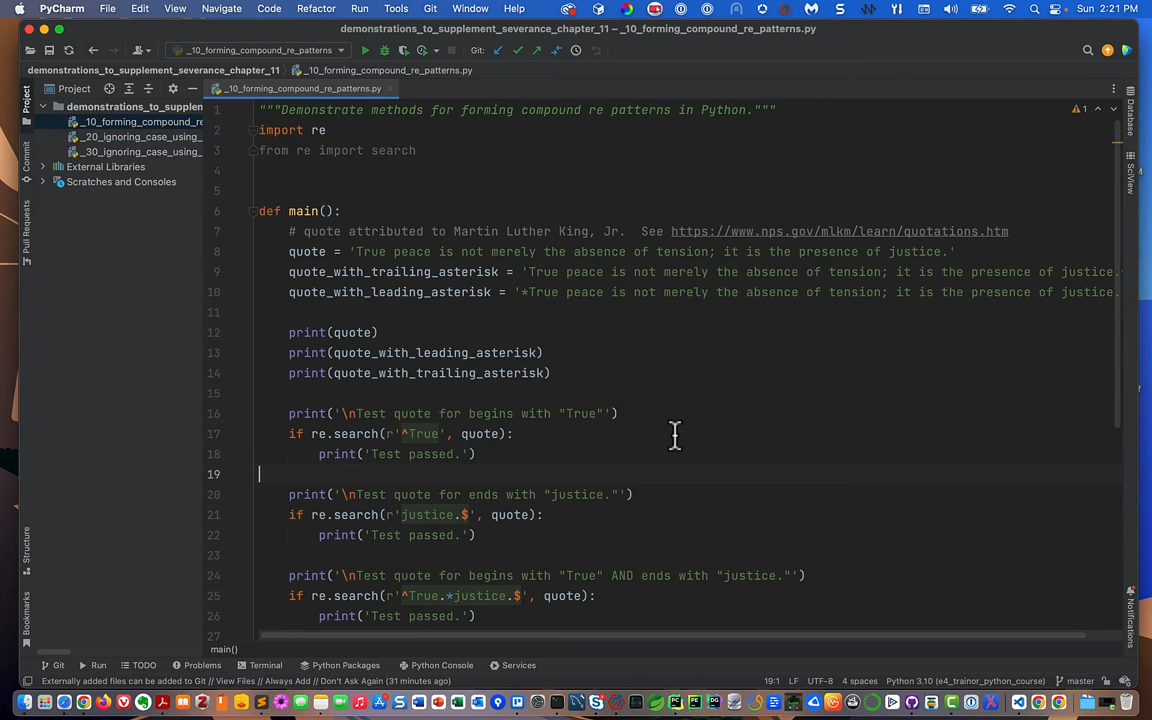 PyCharm File Edit View Navigate Code Refactor Run Tools Git Window Help Sun 2:21 PM
demonstrations_to_supplement_severance_chapter_11 – _10_forming_compound_re_patterns.py
_10_forming_compound_re_patterns Git:
demonstrations_to_supplement_severance_chapter_11 _10_forming_compound_re_patterns.py
Project _10_forming_compound_re_patterns.py
demonstrations_to_supplem
_10_forming_compound_re
_20_ignoring_case_using_
_30_ignoring_case_using_
External Libraries
Scratches and Consoles
Project
Commit
Pull Requests
Structure
Bookmarks
1 """Demonstrate methods for forming compound re patterns in Python."""
2 import re
3 from re import search
4
5
6 def main():
7 # quote attributed to Martin Luther King, Jr. See https://www.nps.gov/mlkm/learn/quotations.htm
8 quote = 'True peace is not merely the absence of tension; it is the presence of justice.'
9 quote_with_trailing_asterisk = 'True peace is not merely the absence of tension; it is the presence of justice.
10 quote_with_leading_asterisk = '*True peace is not merely the absence of tension; it is the presence of justice.
11
12 print(quote)
13 print(quote_with_leading_asterisk)
14 print(quote_with_trailing_asterisk)
15
16 print('\nTest quote for begins with "True"')
17 if re.search(r'^True', quote):
18 print('Test passed.')
19
20 print('\nTest quote for ends with "justice."')
21 if re.search(r'justice.$', quote):
22 print('Test passed.')
23
24 print('\nTest quote for begins with "True" AND ends with "justice."')
25 if re.search(r'^True.*justice.$', quote):
26 print('Test passed.')
27
1
Database
SciView
Notifications
main()
Git Run TODO Problems Terminal Python Packages Python Console Services
Externally added files can be added to Git // View Files // Always Add // Don't Ask Again (31 minutes ago) 19:1 LF UTF-8 4 spaces Python 3.10 (e4_trainor_python_course) master